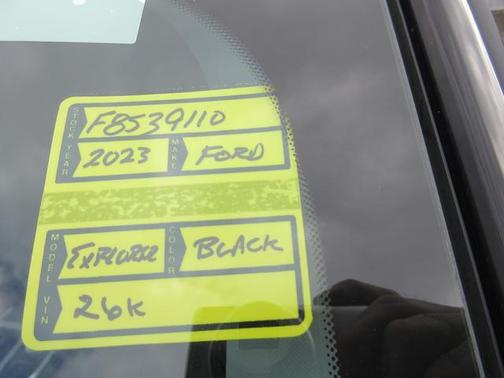 STOCK F8539110
YEAR 2023 MAKE FORD
MODEL EXPLORER COLOR BLACK
VIN 26K